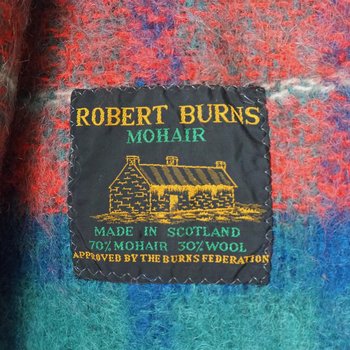 ROBERT BURNS
MOHAIR
MADE IN SCOTLAND
70% MOHAIR 30% WOOL
APPROVED BY THE BURNS FEDERATION